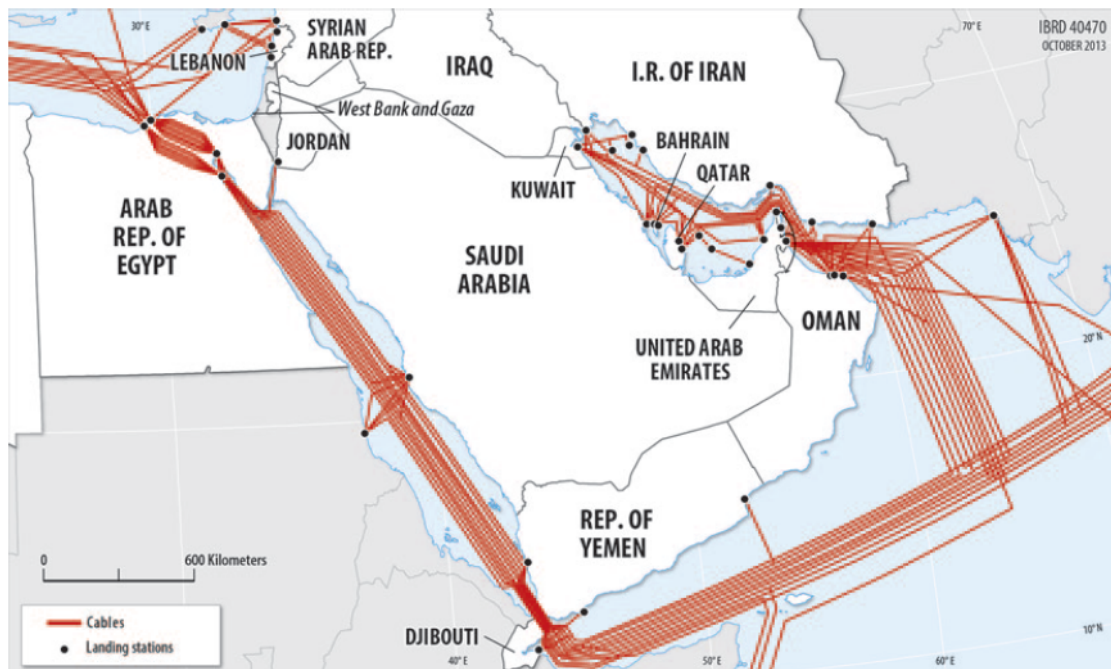 30° E
SYRIAN
ARAB REP.
LEBANON
IRAQ
I.R. OF IRAN
70° E
IBRD 40470
OCTOBER 2013
West Bank and Gaza
JORDAN
BAHRAIN
KUWAIT
QATAR
ARAB
REP. OF
EGYPT
SAUDI
ARABIA
OMAN
UNITED ARAB
EMIRATES
20° N
REP. OF
YEMEN
0
600 Kilometers
Cables
Landing stations
DJIBOUTI
40° E
50° E
60° E
10° N